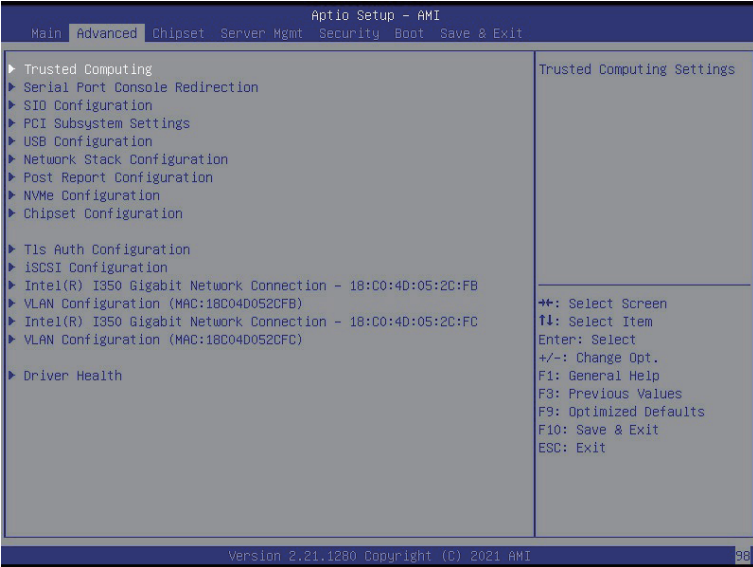 Aptio Setup – AMI
Main Advanced Chipset Server Mgmt Security Boot Save & Exit
Trusted Computing
Serial Port Console Redirection
SIO Configuration
PCI Subsystem Settings
USB Configuration
Network Stack Configuration
Post Report Configuration
NVMe Configuration
Chipset Configuration
Tls Auth Configuration
iSCSI Configuration
Intel(R) I350 Gigabit Network Connection – 18:C0:4D:05:2C:FB
VLAN Configuration (MAC:18C04D052CFB)
Intel(R) I350 Gigabit Network Connection – 18:C0:4D:05:2C:FC
VLAN Configuration (MAC:18C04D052CFC)
Driver Health
Trusted Computing Settings
→←: Select Screen
↑↓: Select Item
Enter: Select
+/-: Change Opt.
F1: General Help
F3: Previous Values
F9: Optimized Defaults
F10: Save & Exit
ESC: Exit
Version 2.21.1280 Copyright (C) 2021 AMI
98